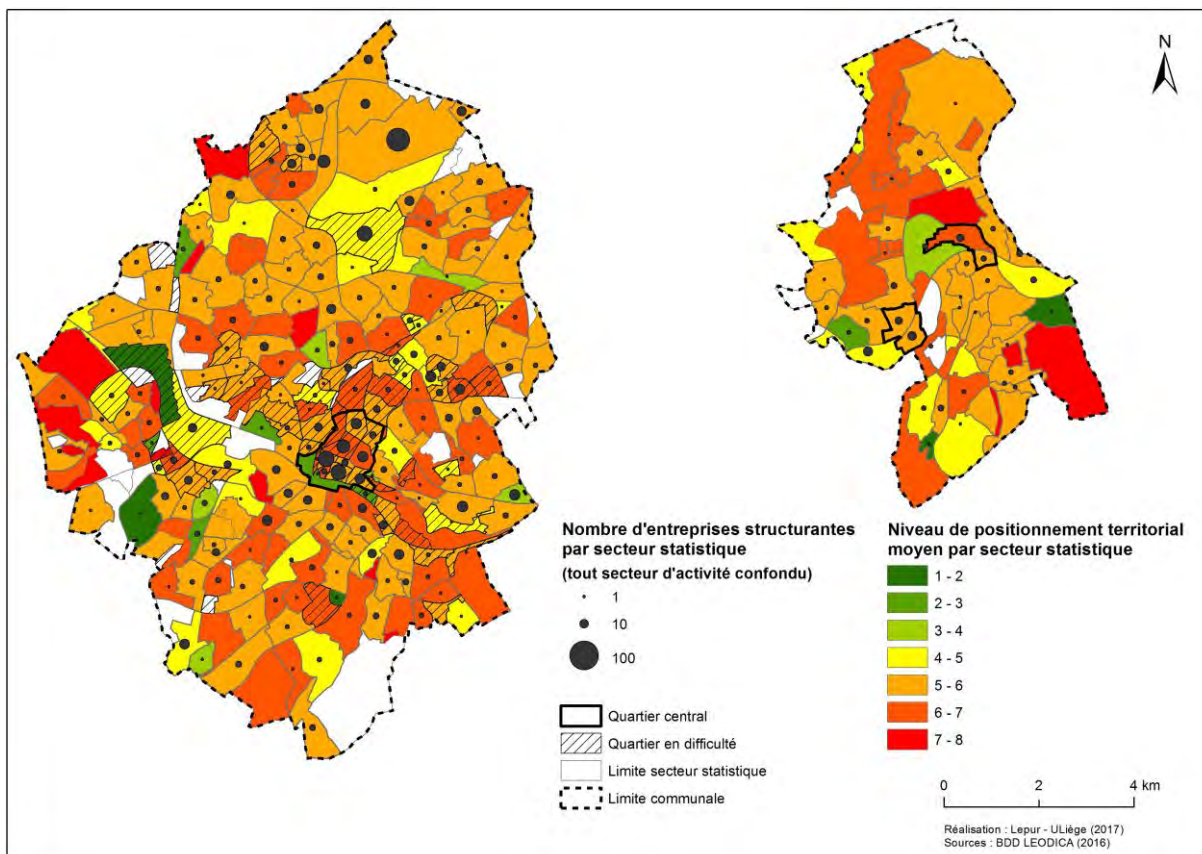 N
Nombre d'entreprises structurantes
par secteur statistique
(tout secteur d'activité confondu)
1
10
100
Quartier central
Quartier en difficulté
Limite secteur statistique
Limite communale
Niveau de positionnement territorial
moyen par secteur statistique
1 - 2
2 - 3
3 - 4
4 - 5
5 - 6
6 - 7
7 - 8
0 2 4 km
Réalisation : Lepur - ULiège (2017)
Sources : BDD LEODICA (2016)